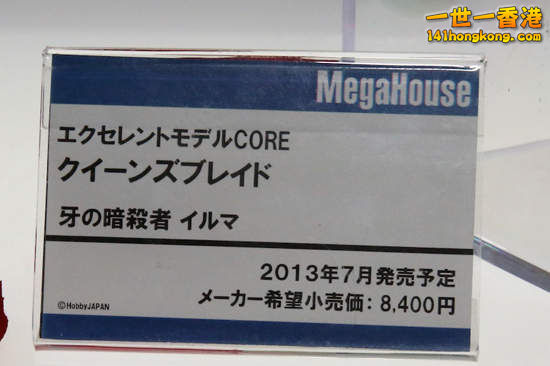 一世一香港
141hongkong.com
MegaHouse
エクセレントモデルCORE
クイーンズブレイド
牙の暗殺者 イルマ
2013年7月発売予定
メーカー希望小売価:8,400円
©HobbyJAPAN